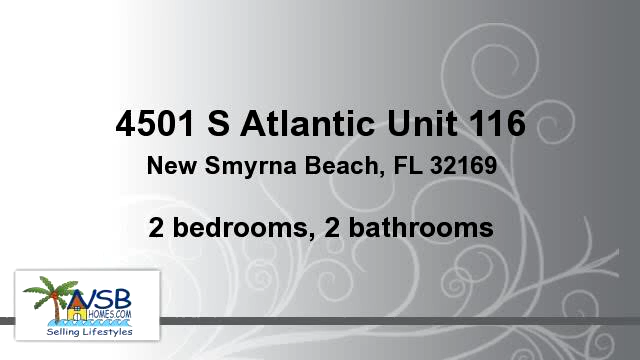 4501 S Atlantic Unit 116
New Smyrna Beach, FL 32169
2 bedrooms, 2 bathrooms
NSB
HOMES.COM
Selling Lifestyles